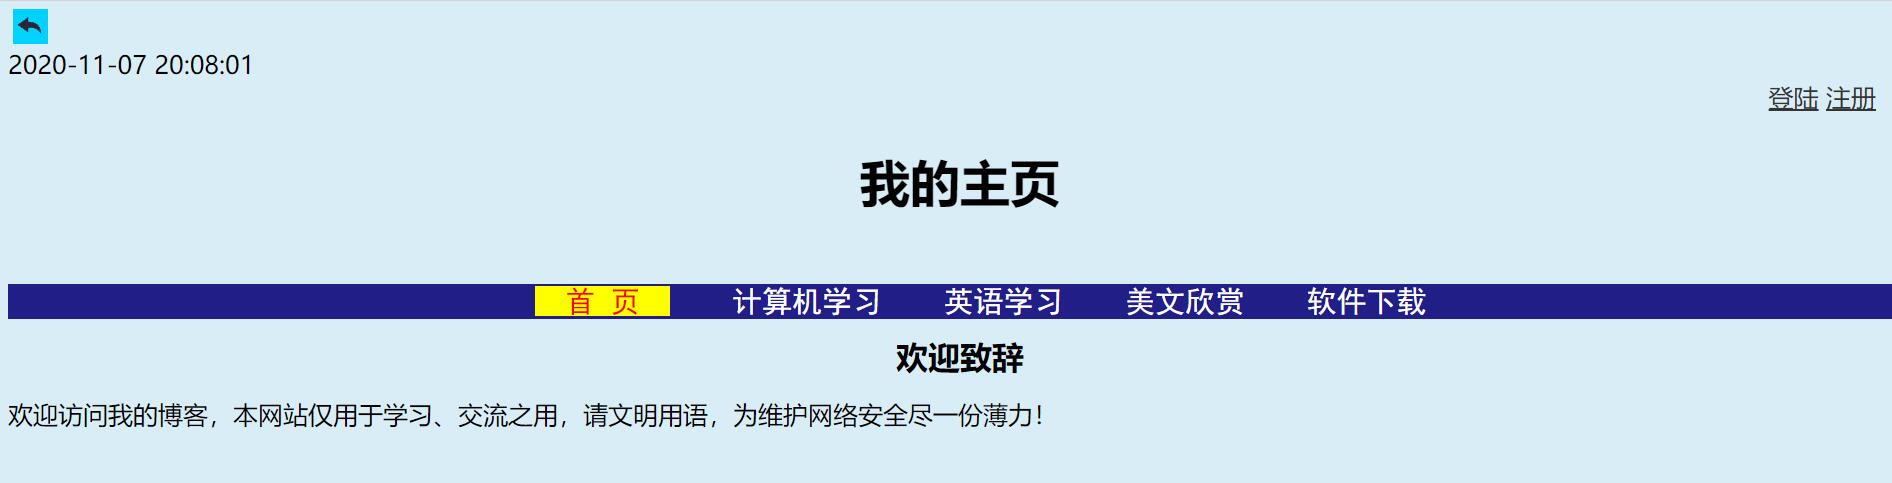 2020-11-07 20:08:01
登陆 注册
我的主页
首 页 计算机学习 英语学习 美文欣赏 软件下载
欢迎致辞
欢迎访问我的博客，本网站仅用于学习、交流之用，请文明用语，为维护网络安全尽一份薄力！